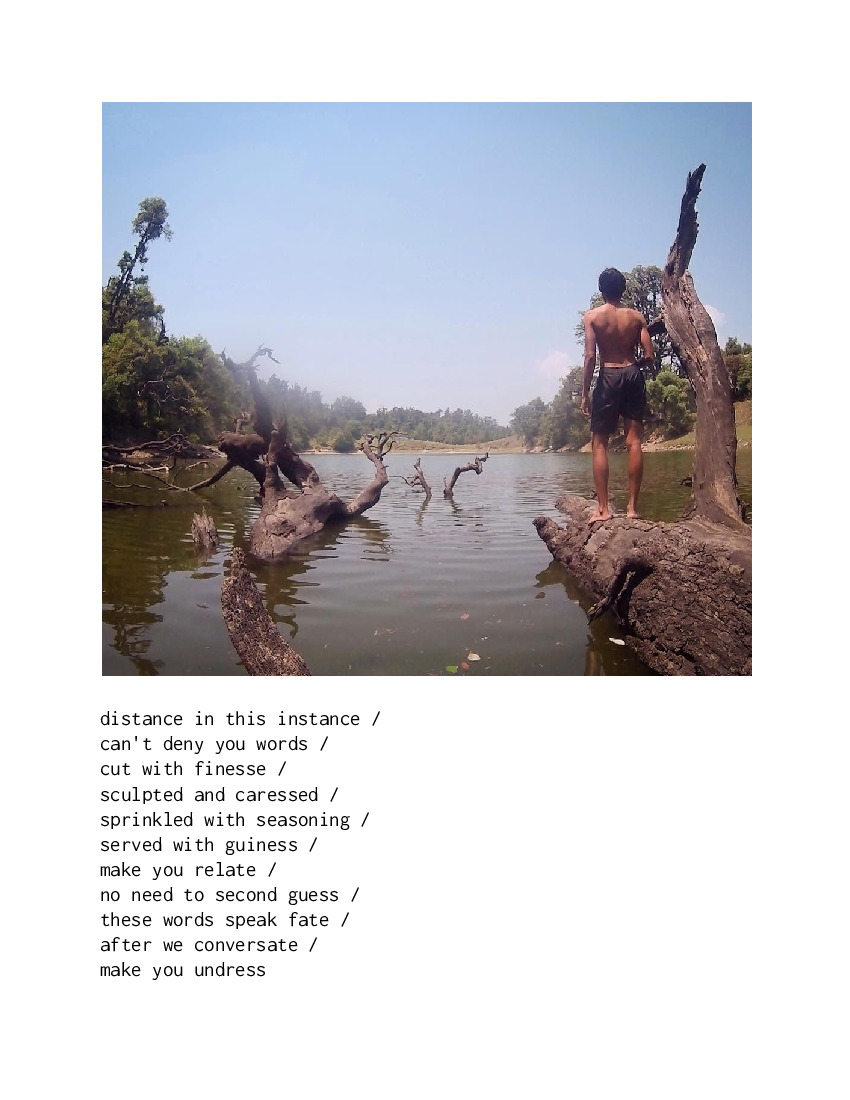 distance in this instance /
can't deny you words /
cut with finesse /
sculpted and caressed /
sprinkled with seasoning /
served with guiness /
make you relate /
no need to second guess /
these words speak fate /
after we conversate /
make you undress